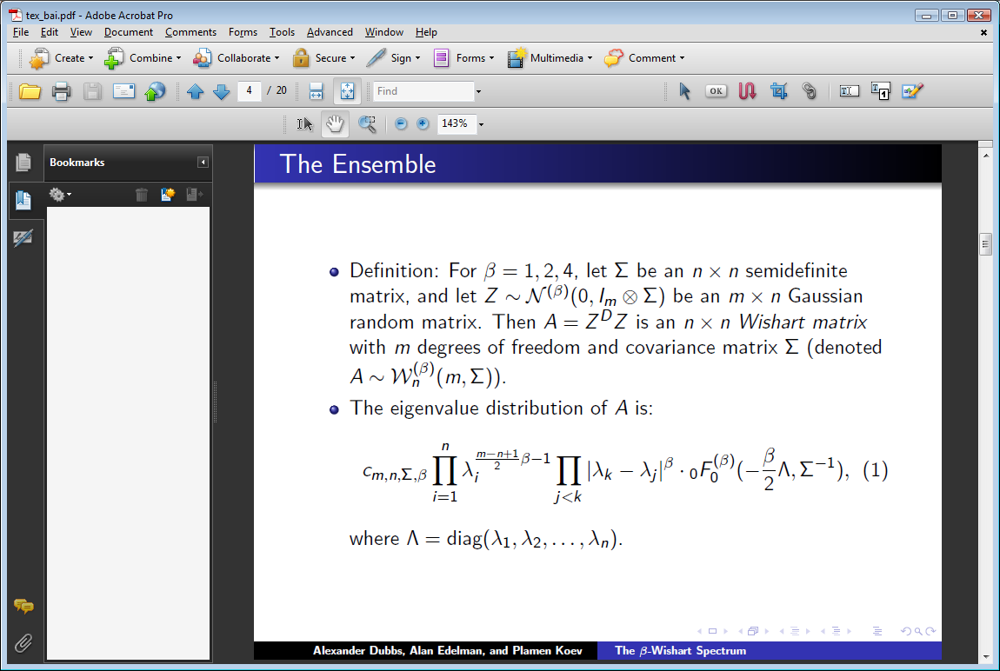 tex_bai.pdf - Adobe Acrobat Pro
File Edit View Document Comments Forms Tools Advanced Window Help
Create Combine Collaborate Secure Sign Forms Multimedia Comment
4 / 20 Find OK
143%
Bookmarks
The Ensemble
Definition: For β = 1, 2, 4, let Σ be an n × n semidefinite
matrix, and let Z ∼ 𝒩^(β)(0, I_m ⊗ Σ) be an m × n Gaussian
random matrix. Then A = Z^D Z is an n × n Wishart matrix
with m degrees of freedom and covariance matrix Σ (denoted
A ∼ 𝒲_n^(β)(m, Σ)).
The eigenvalue distribution of A is:
c_{m,n,Σ,β} ∏_{i=1}^{n} λ_i^{\frac{m−n+1}{2}β−1} ∏_{j<k} |λ_k − λ_j|^β · _0F_0^{(β)}(−\frac{β}{2}Λ, Σ^{−1}), (1)
where Λ = diag(λ_1, λ_2, . . . , λ_n).
Alexander Dubbs, Alan Edelman, and Plamen Koev The β-Wishart Spectrum